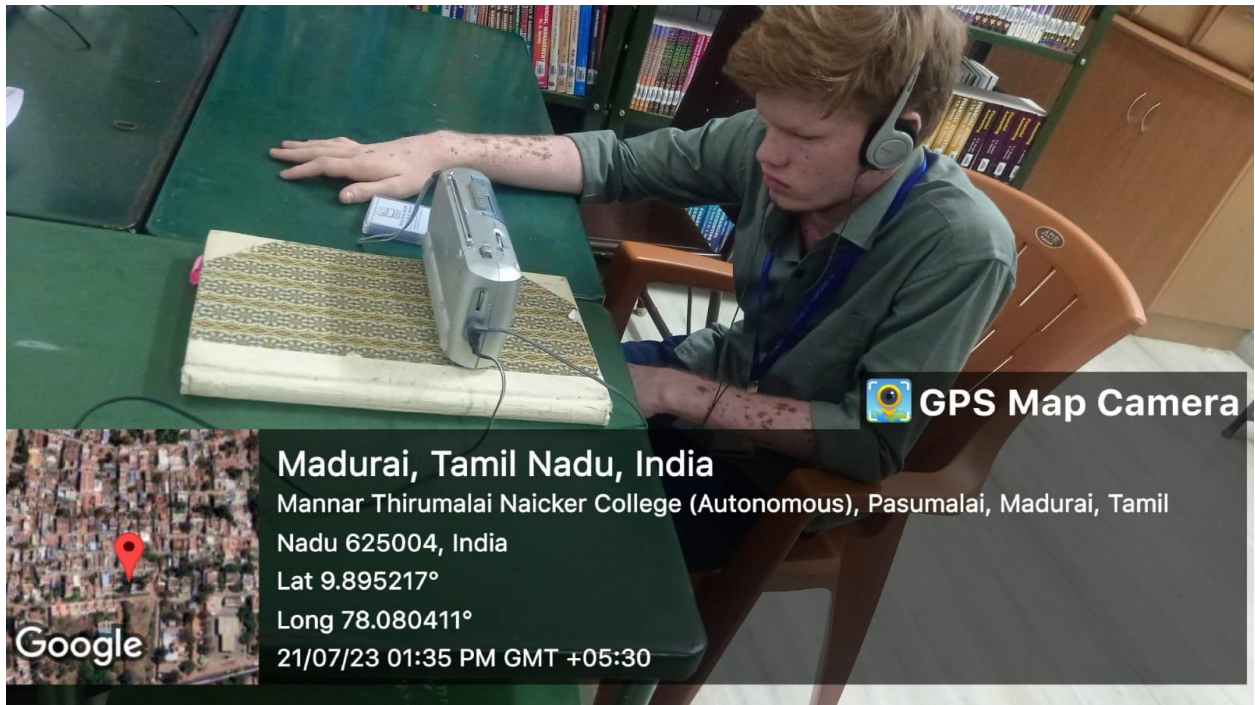 GPS Map Camera
Madurai, Tamil Nadu, India
Mannar Thirumalai Naicker College (Autonomous), Pasumalai, Madurai, Tamil
Nadu 625004, India
Lat 9.895217°
Long 78.080411°
21/07/23 01:35 PM GMT +05:30
Google